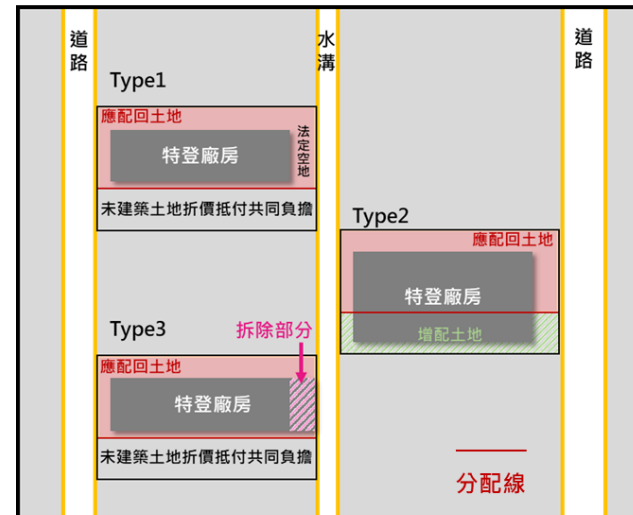 道路
水溝
道路
Type1
應配回土地
法定空地
特登廠房
未建築土地折價抵付共同負擔
Type2
應配回土地
特登廠房
增配土地
Type3
拆除部分
應配回土地
特登廠房
未建築土地折價抵付共同負擔
分配線